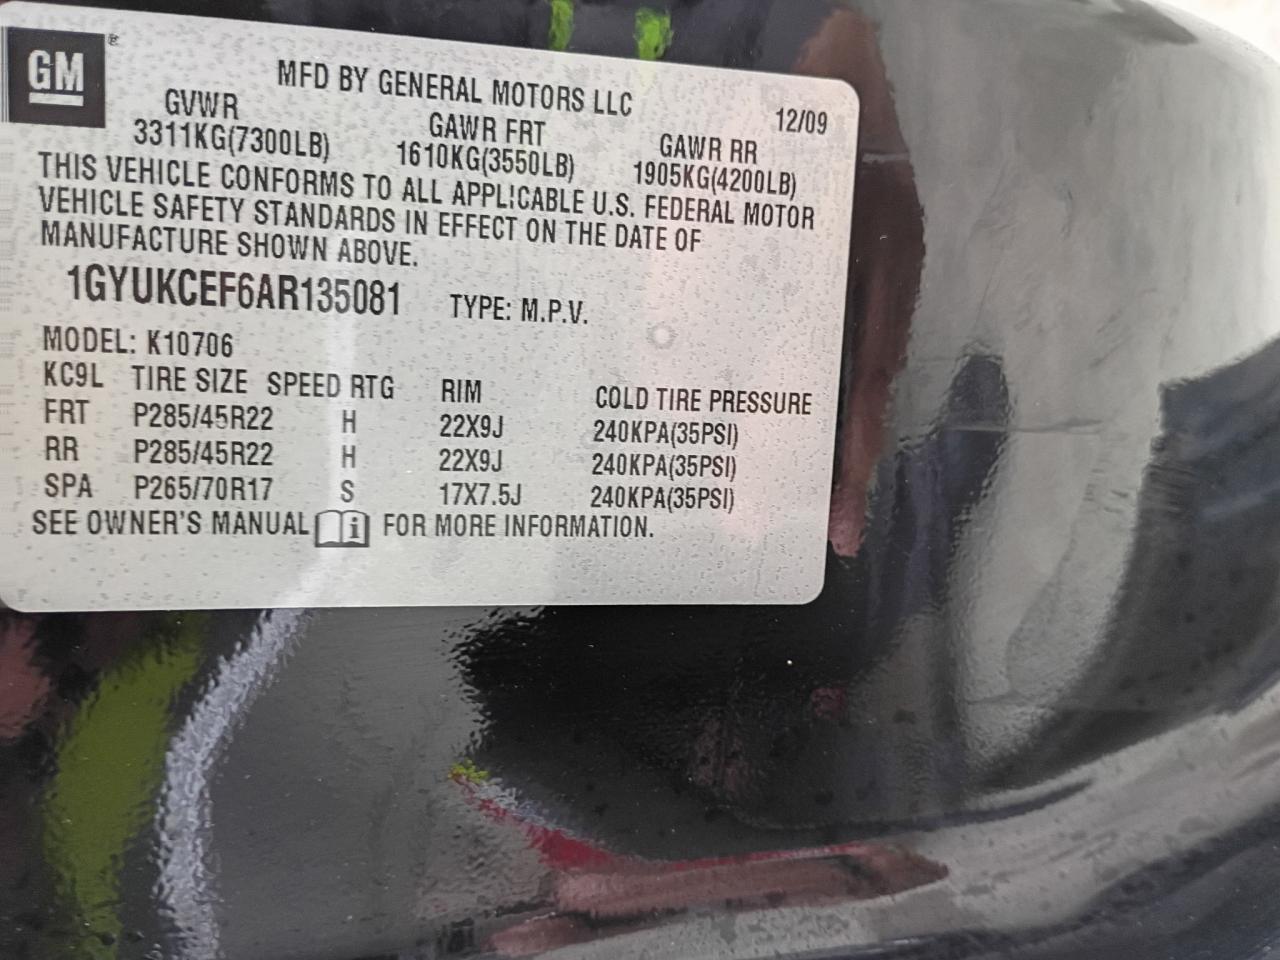 GM®
MFD BY GENERAL MOTORS LLC
12/09
GVWR GAWR FRT GAWR RR
3311KG(7300LB) 1610KG(3550LB) 1905KG(4200LB)
THIS VEHICLE CONFORMS TO ALL APPLICABLE U.S. FEDERAL MOTOR
VEHICLE SAFETY STANDARDS IN EFFECT ON THE DATE OF
MANUFACTURE SHOWN ABOVE.
1GYUKCEF6AR135081 TYPE: M.P.V.
MODEL: K10706
KC9L TIRE SIZE SPEED RTG RIM COLD TIRE PRESSURE
FRT P285/45R22 H 22X9J 240KPA(35PSI)
RR P285/45R22 H 22X9J 240KPA(35PSI)
SPA P265/70R17 S 17X7.5J 240KPA(35PSI)
SEE OWNER'S MANUAL i FOR MORE INFORMATION.